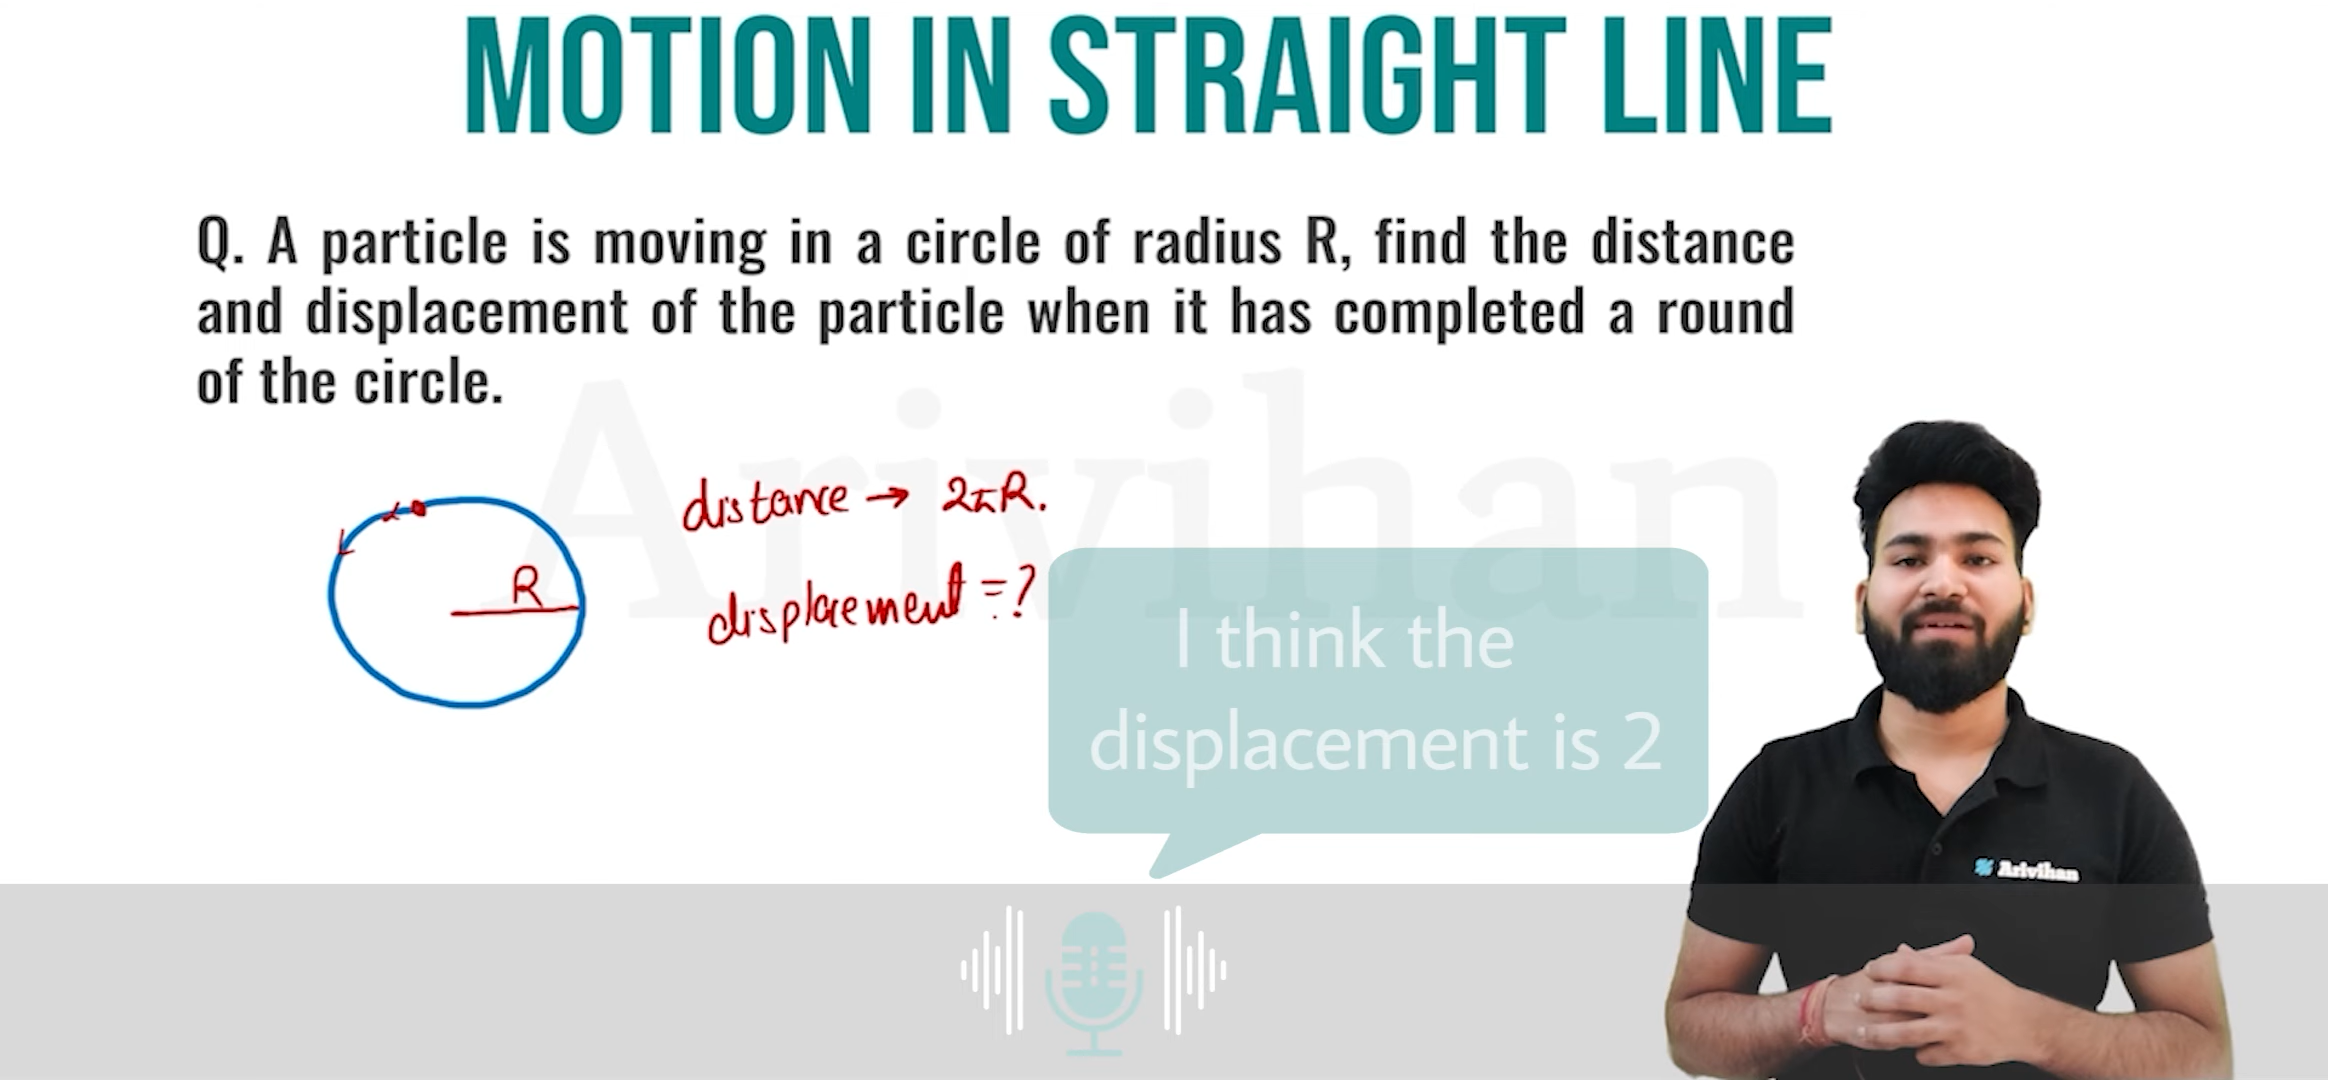 MOTION IN STRAIGHT LINE
Q. A particle is moving in a circle of radius R, find the distance
and displacement of the particle when it has completed a round
of the circle.
Arivihan
distance → 2πR.
R
displacement = ?
I think the
displacement is 2
Arivihan